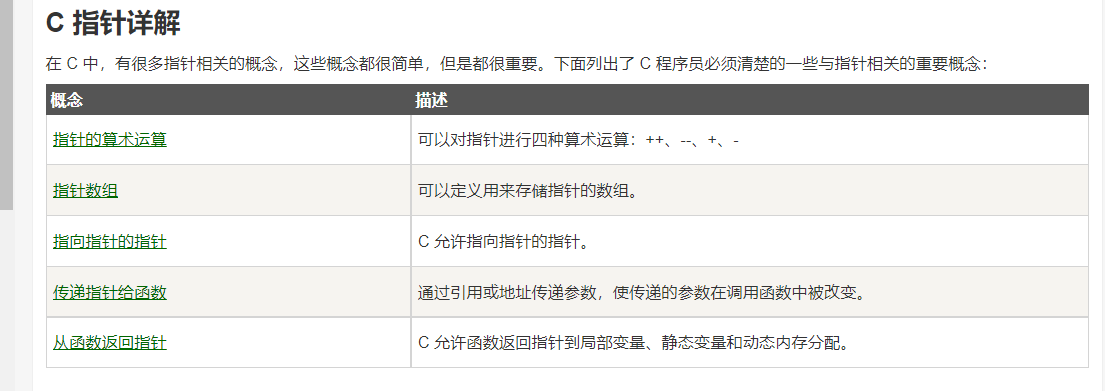 C 指针详解
在 C 中，有很多指针相关的概念，这些概念都很简单，但是都很重要。下面列出了 C 程序员必须清楚的一些与指针相关的重要概念：
概念 描述
指针的算术运算 可以对指针进行四种算术运算：++、--、+、-
指针数组 可以定义用来存储指针的数组。
指向指针的指针 C 允许指向指针的指针。
传递指针给函数 通过引用或地址传递参数，使传递的参数在调用函数中被改变。
从函数返回指针 C 允许函数返回指针到局部变量、静态变量和动态内存分配。